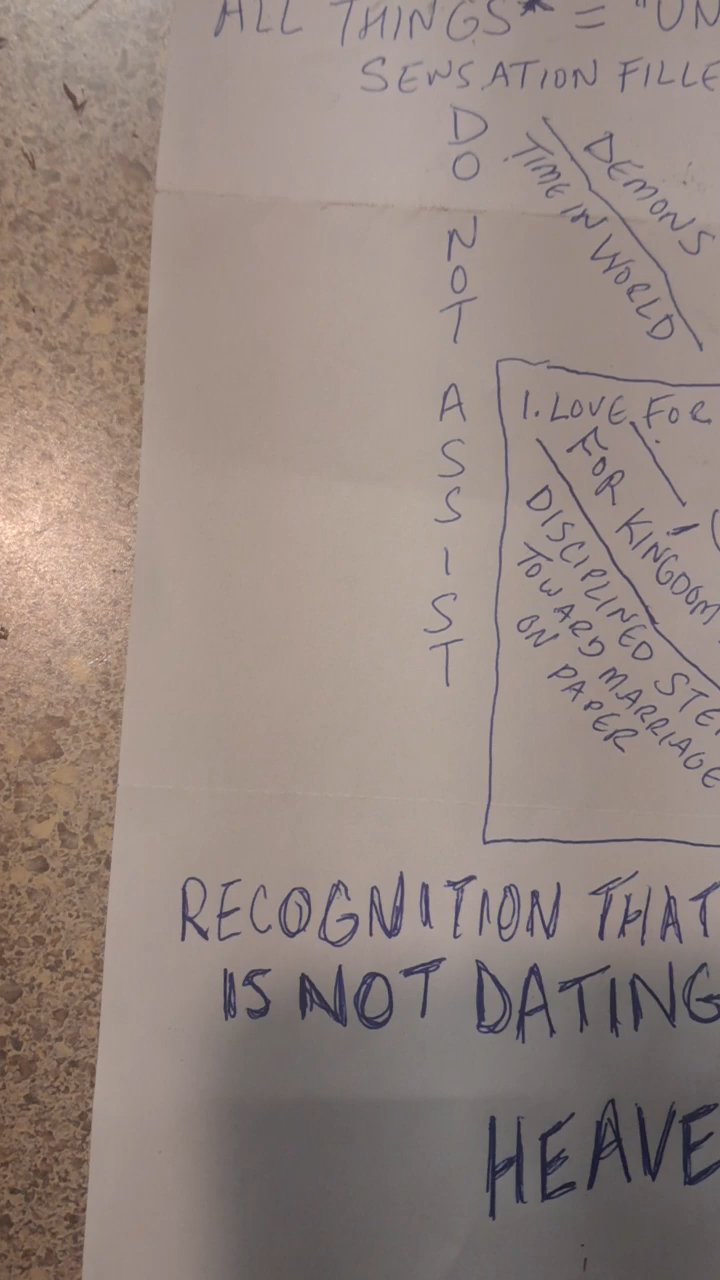 ALL THINGS* = "UN
SENSATION FILLE
DO NOT ASSIST
DEMONS
TIME IN WORLD
1. LOVE FOR
FOR KINGDOM
DISCIPLINED STE
TOWARD MARRIAGE
ON PAPER
RECOGNITION THAT
IS NOT DATING
HEAVE